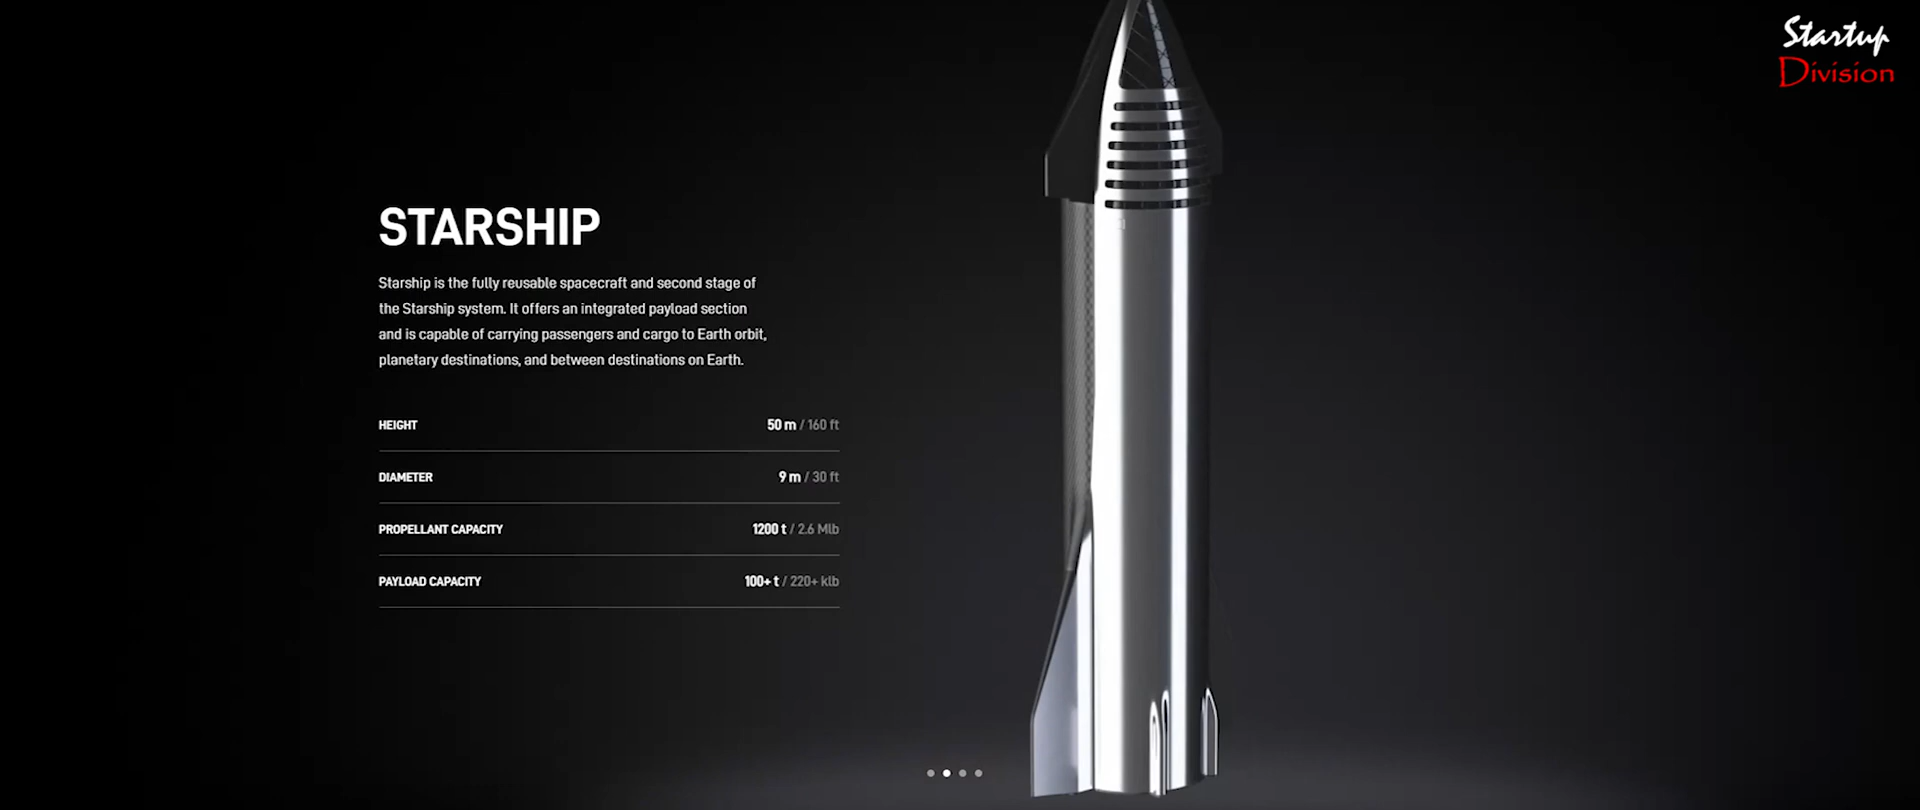 Startup
Division
STARSHIP
Starship is the fully reusable spacecraft and second stage of
the Starship system. It offers an integrated payload section
and is capable of carrying passengers and cargo to Earth orbit,
planetary destinations, and between destinations on Earth.
HEIGHT 50 m / 160 ft
DIAMETER 9 m / 30 ft
PROPELLANT CAPACITY 1200 t / 2.6 Mlb
PAYLOAD CAPACITY 100+ t / 220+ klb